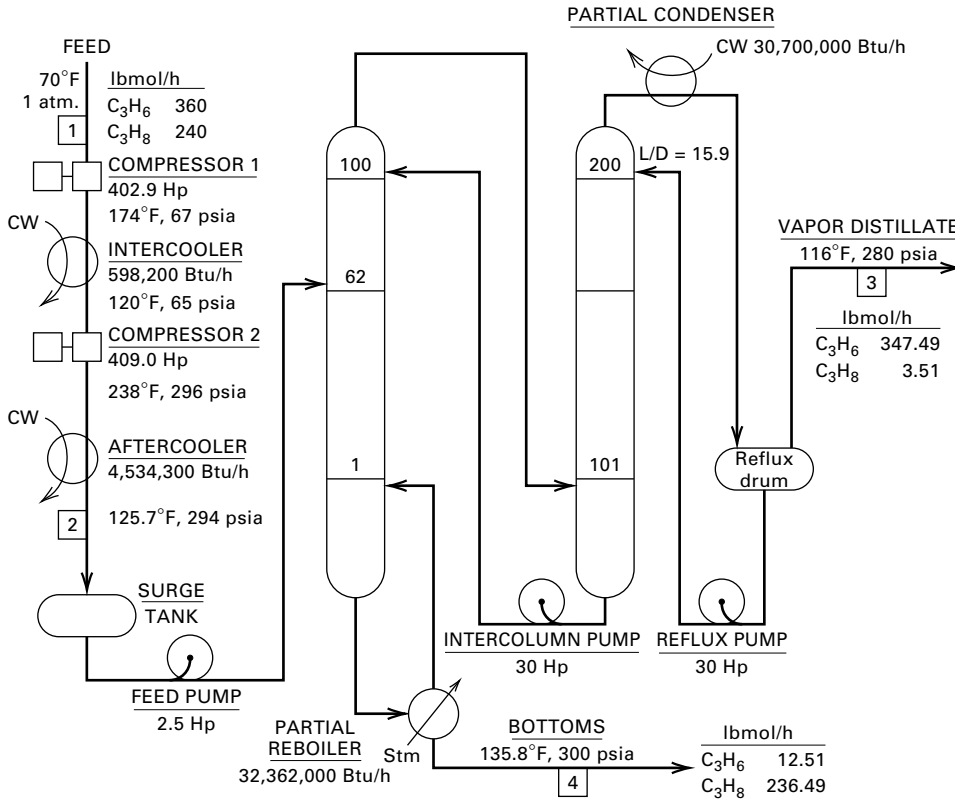 FEED
70°F
1 atm.
lbmol/h
C3H6 360
C3H8 240
1
COMPRESSOR 1
402.9 Hp
174°F, 67 psia
CW
INTERCOOLER
598,200 Btu/h
120°F, 65 psia
COMPRESSOR 2
409.0 Hp
238°F, 296 psia
CW
AFTERCOOLER
4,534,300 Btu/h
2
125.7°F, 294 psia
SURGE
TANK
FEED PUMP
2.5 Hp
100
62
1
PARTIAL
REBOILER
32,362,000 Btu/h
Stm
200
101
INTERCOLUMN PUMP
30 Hp
PARTIAL CONDENSER
CW 30,700,000 Btu/h
L/D = 15.9
Reflux
drum
REFLUX PUMP
30 Hp
VAPOR DISTILLATE
116°F, 280 psia
3
lbmol/h
C3H6 347.49
C3H8 3.51
BOTTOMS
135.8°F, 300 psia
4
lbmol/h
C3H6 12.51
C3H8 236.49